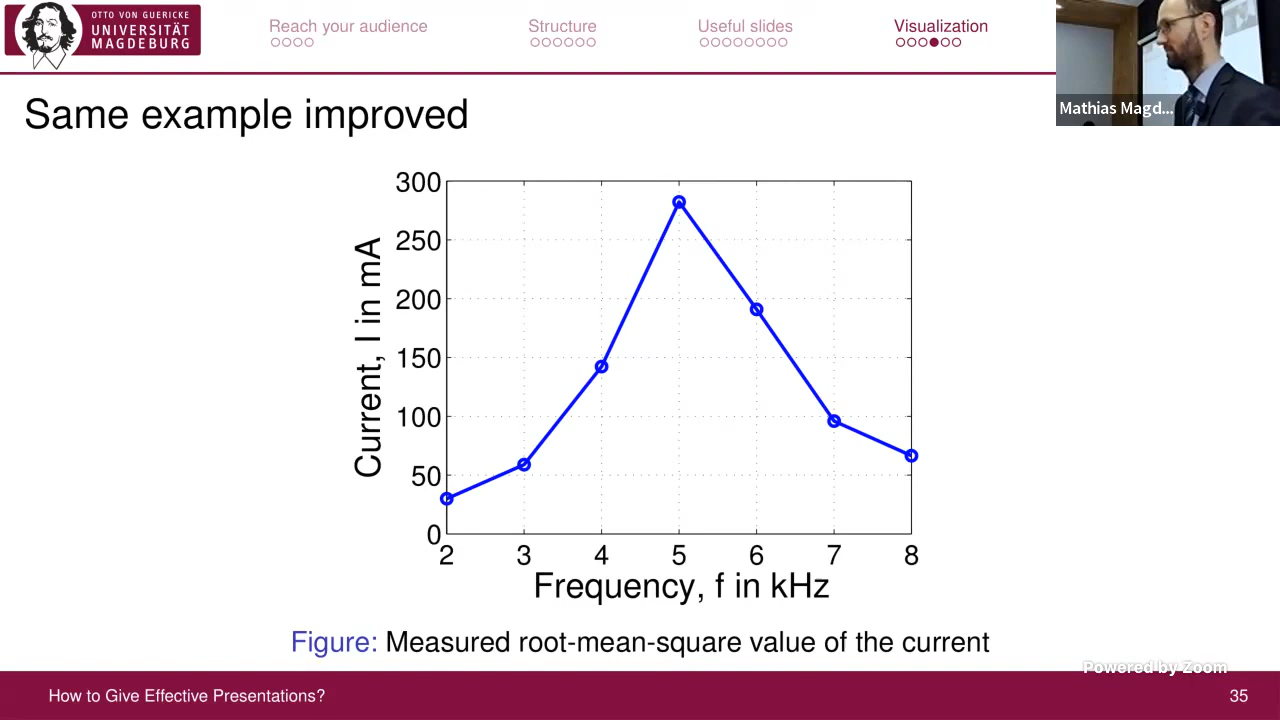 OTTO VON GUERICKE
UNIVERSITÄT
MAGDEBURG
Reach your audience
Structure
Useful slides
Visualization
Mathias Magd...
Same example improved
300
250
200
150
100
50
0
Current, I in mA
2 3 4 5 6 7 8
Frequency, f in kHz
Figure: Measured root-mean-square value of the current
Powered by Zoom
How to Give Effective Presentations?
35